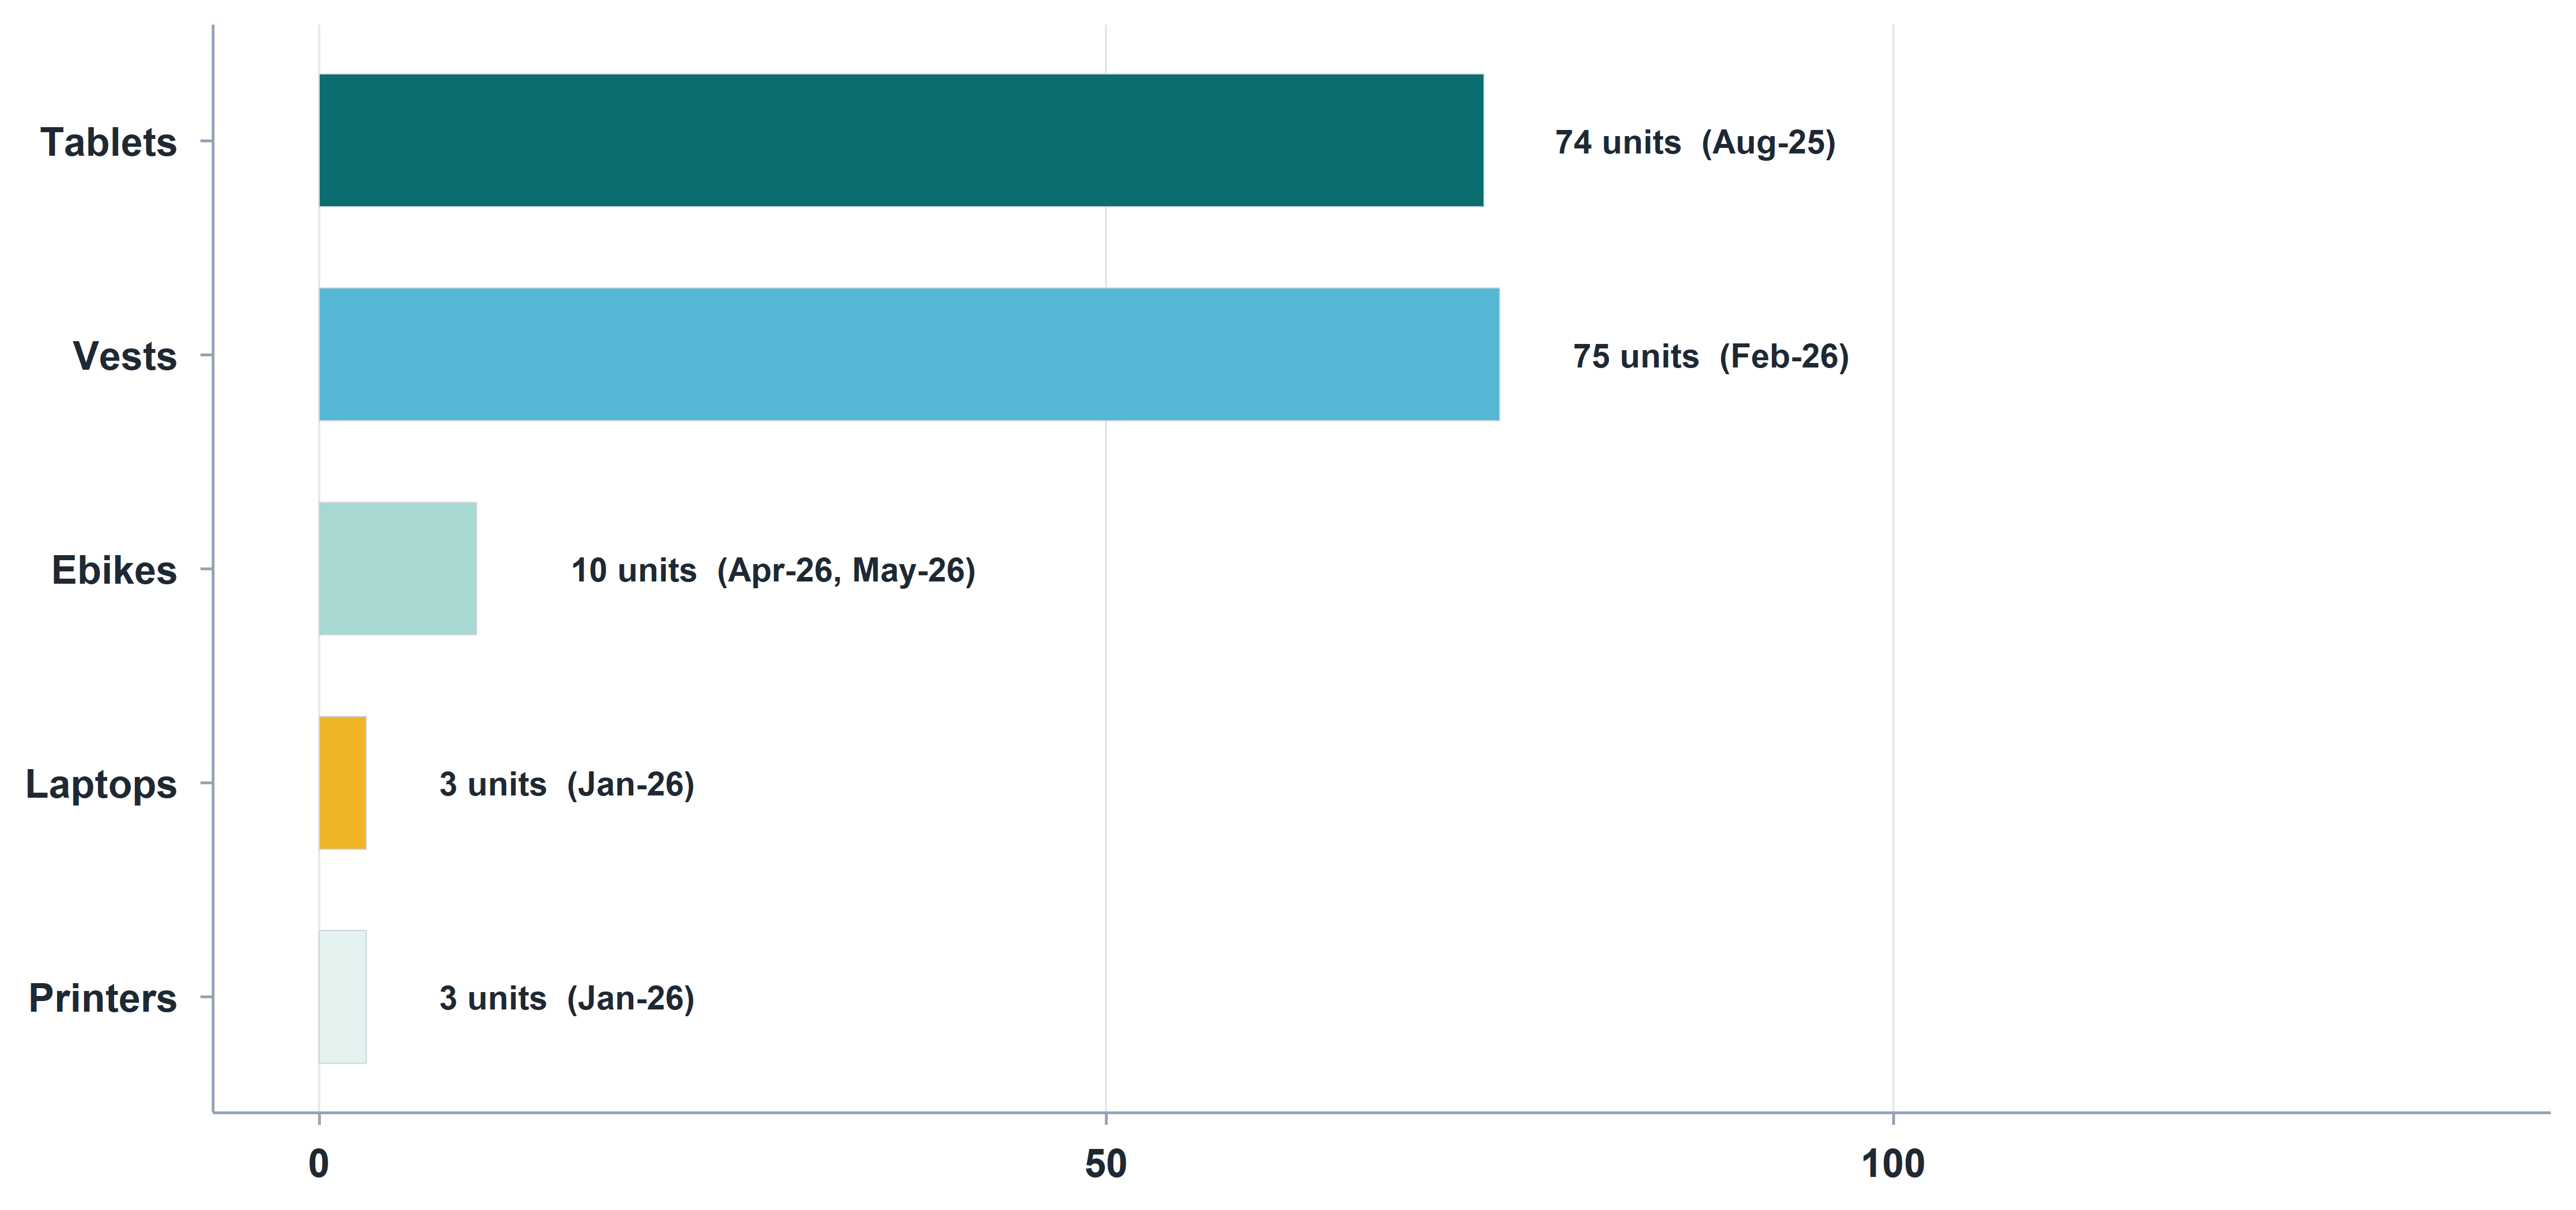 Tablets 74 units (Aug-25)
Vests 75 units (Feb-26)
Ebikes 10 units (Apr-26, May-26)
Laptops 3 units (Jan-26)
Printers 3 units (Jan-26)
0 50 100